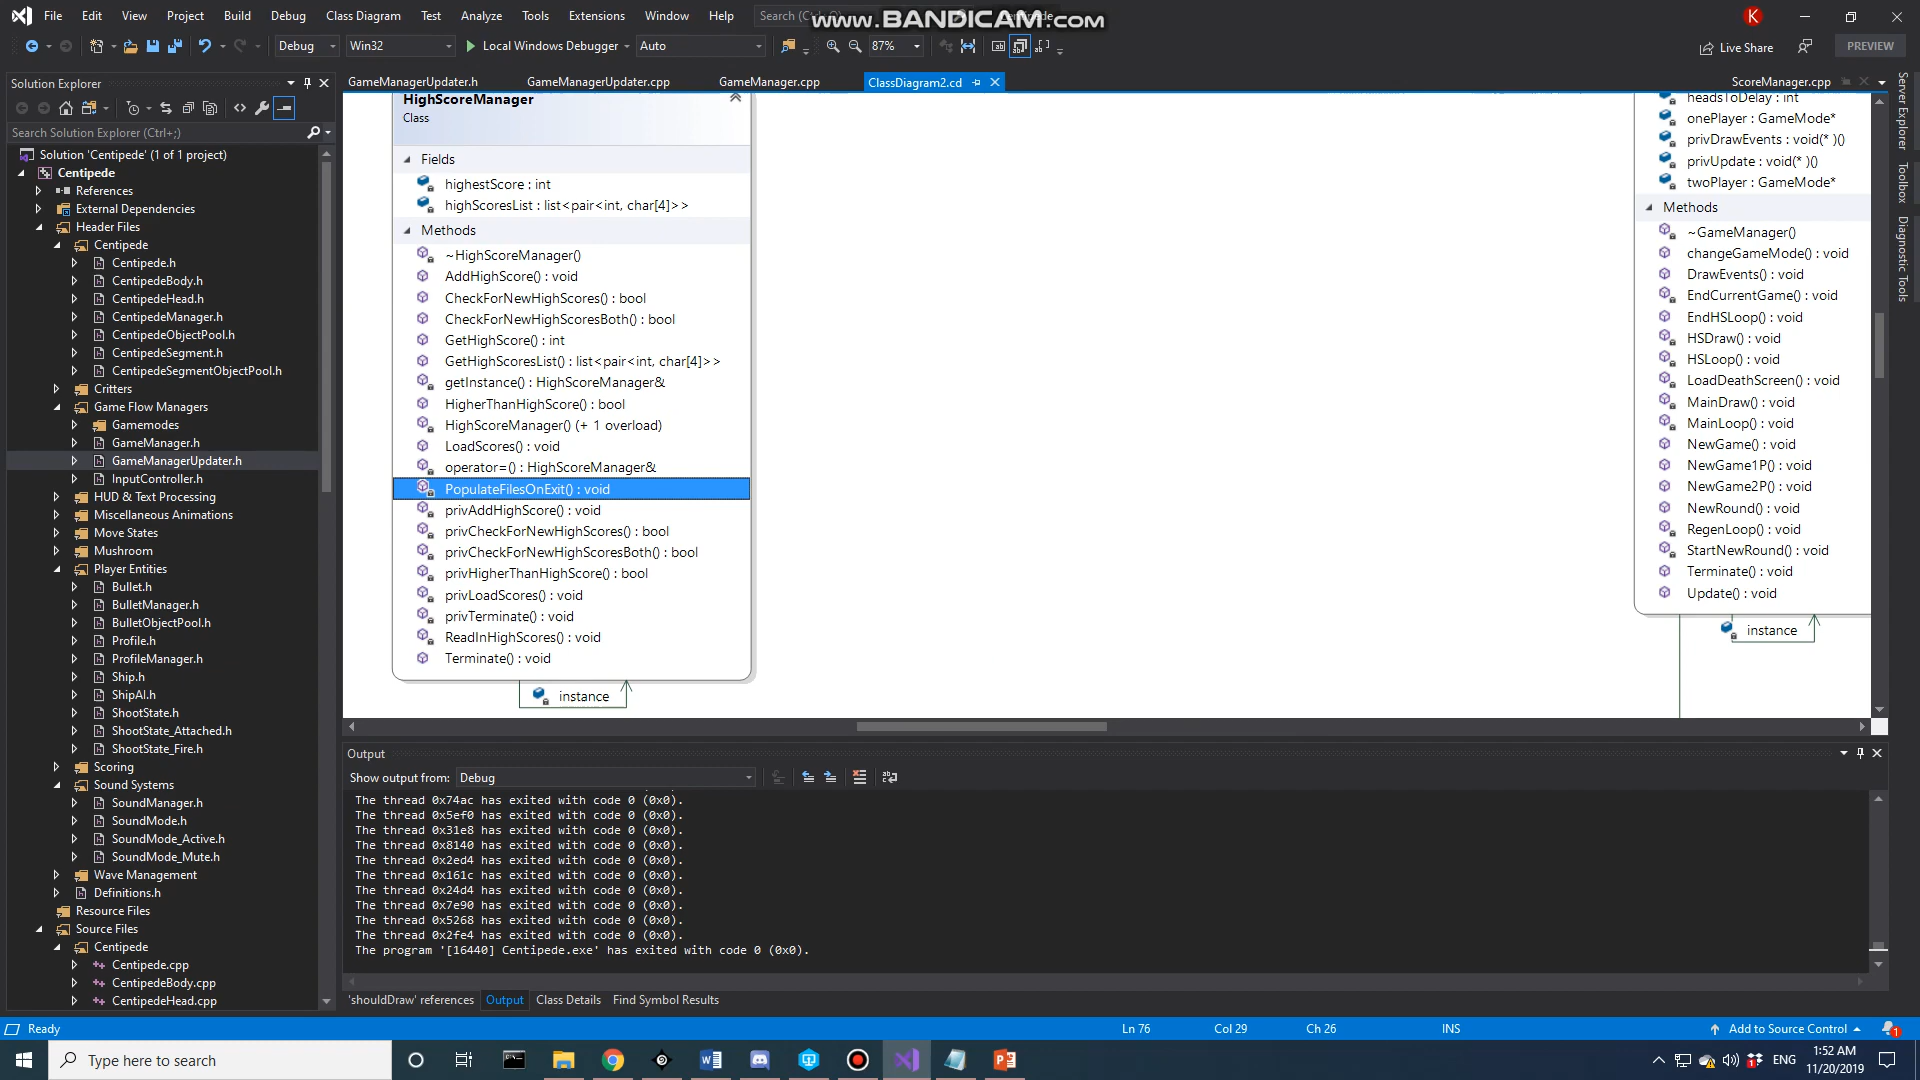 File Edit View Project Build Debug Class Diagram Test Analyze Tools Extensions Window Help
www.BANDICAM.com
K
Debug Win32 Local Windows Debugger Auto 87%
Live Share PREVIEW
Solution Explorer
Search Solution Explorer (Ctrl+;)
Solution 'Centipede' (1 of 1 project)
Centipede
References
External Dependencies
Header Files
Centipede
Centipede.h
CentipedeBody.h
CentipedeHead.h
CentipedeManager.h
CentipedeObjectPool.h
CentipedeSegment.h
CentipedeSegmentObjectPool.h
Critters
Game Flow Managers
Gamemodes
GameManager.h
GameManagerUpdater.h
InputController.h
HUD & Text Processing
Miscellaneous Animations
Move States
Mushroom
Player Entities
Bullet.h
BulletManager.h
BulletObjectPool.h
Profile.h
ProfileManager.h
Ship.h
ShipAI.h
ShootState.h
ShootState_Attached.h
ShootState_Fire.h
Scoring
Sound Systems
SoundManager.h
SoundMode.h
SoundMode_Active.h
SoundMode_Mute.h
Wave Management
Definitions.h
Resource Files
Source Files
Centipede
Centipede.cpp
CentipedeBody.cpp
CentipedeHead.cpp
GameManagerUpdater.h GameManagerUpdater.cpp GameManager.cpp ClassDiagram2.cd ScoreManager.cpp
HighScoreManager
Class
Fields
highestScore : int
highScoresList : list<pair<int, char[4]>>
Methods
~HighScoreManager()
AddHighScore() : void
CheckForNewHighScores() : bool
CheckForNewHighScoresBoth() : bool
GetHighScore() : int
GetHighScoresList() : list<pair<int, char[4]>>
getInstance() : HighScoreManager&
HigherThanHighScore() : bool
HighScoreManager() (+ 1 overload)
LoadScores() : void
operator=() : HighScoreManager&
PopulateFilesOnExit() : void
privAddHighScore() : void
privCheckForNewHighScores() : bool
privCheckForNewHighScoresBoth() : bool
privHigherThanHighScore() : bool
privLoadScores() : void
privTerminate() : void
ReadInHighScores() : void
Terminate() : void
instance
headsToDelay : int
onePlayer : GameMode*
privDrawEvents : void(* )()
privUpdate : void(* )()
twoPlayer : GameMode*
Methods
~GameManager()
changeGameMode() : void
DrawEvents() : void
EndCurrentGame() : void
EndHSLoop() : void
HSDraw() : void
HSLoop() : void
LoadDeathScreen() : void
MainDraw() : void
MainLoop() : void
NewGame() : void
NewGame1P() : void
NewGame2P() : void
NewRound() : void
RegenLoop() : void
StartNewRound() : void
Terminate() : void
Update() : void
instance
Server Explorer
Toolbox
Diagnostic Tools
Output
Show output from: Debug
The thread 0x74ac has exited with code 0 (0x0).
The thread 0x5ef0 has exited with code 0 (0x0).
The thread 0x31e8 has exited with code 0 (0x0).
The thread 0x8140 has exited with code 0 (0x0).
The thread 0x2ed4 has exited with code 0 (0x0).
The thread 0x161c has exited with code 0 (0x0).
The thread 0x24d4 has exited with code 0 (0x0).
The thread 0x7e90 has exited with code 0 (0x0).
The thread 0x5268 has exited with code 0 (0x0).
The thread 0x2fe4 has exited with code 0 (0x0).
The program '[16440] Centipede.exe' has exited with code 0 (0x0).
'shouldDraw' references Output Class Details Find Symbol Results
Ready Ln 76 Col 29 Ch 26 INS Add to Source Control 1
Type here to search
ENG
1:52 AM
11/20/2019